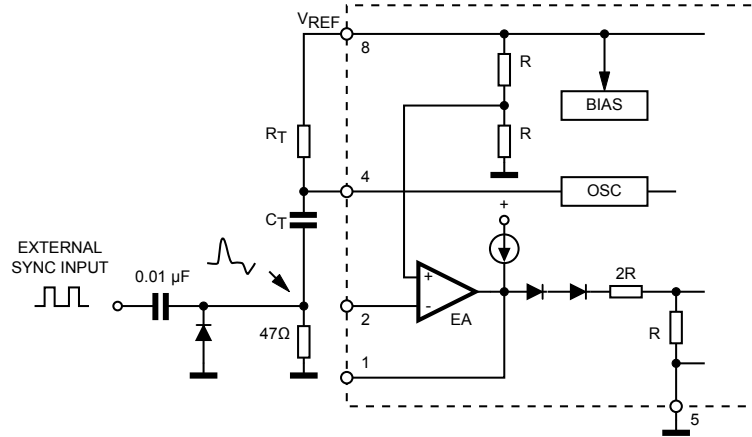 VREF
8
R
BIAS
R
RT
4
OSC
CT
+
EXTERNAL
SYNC INPUT
0.01 µF
2R
+
-
EA
47Ω
2
R
1
5